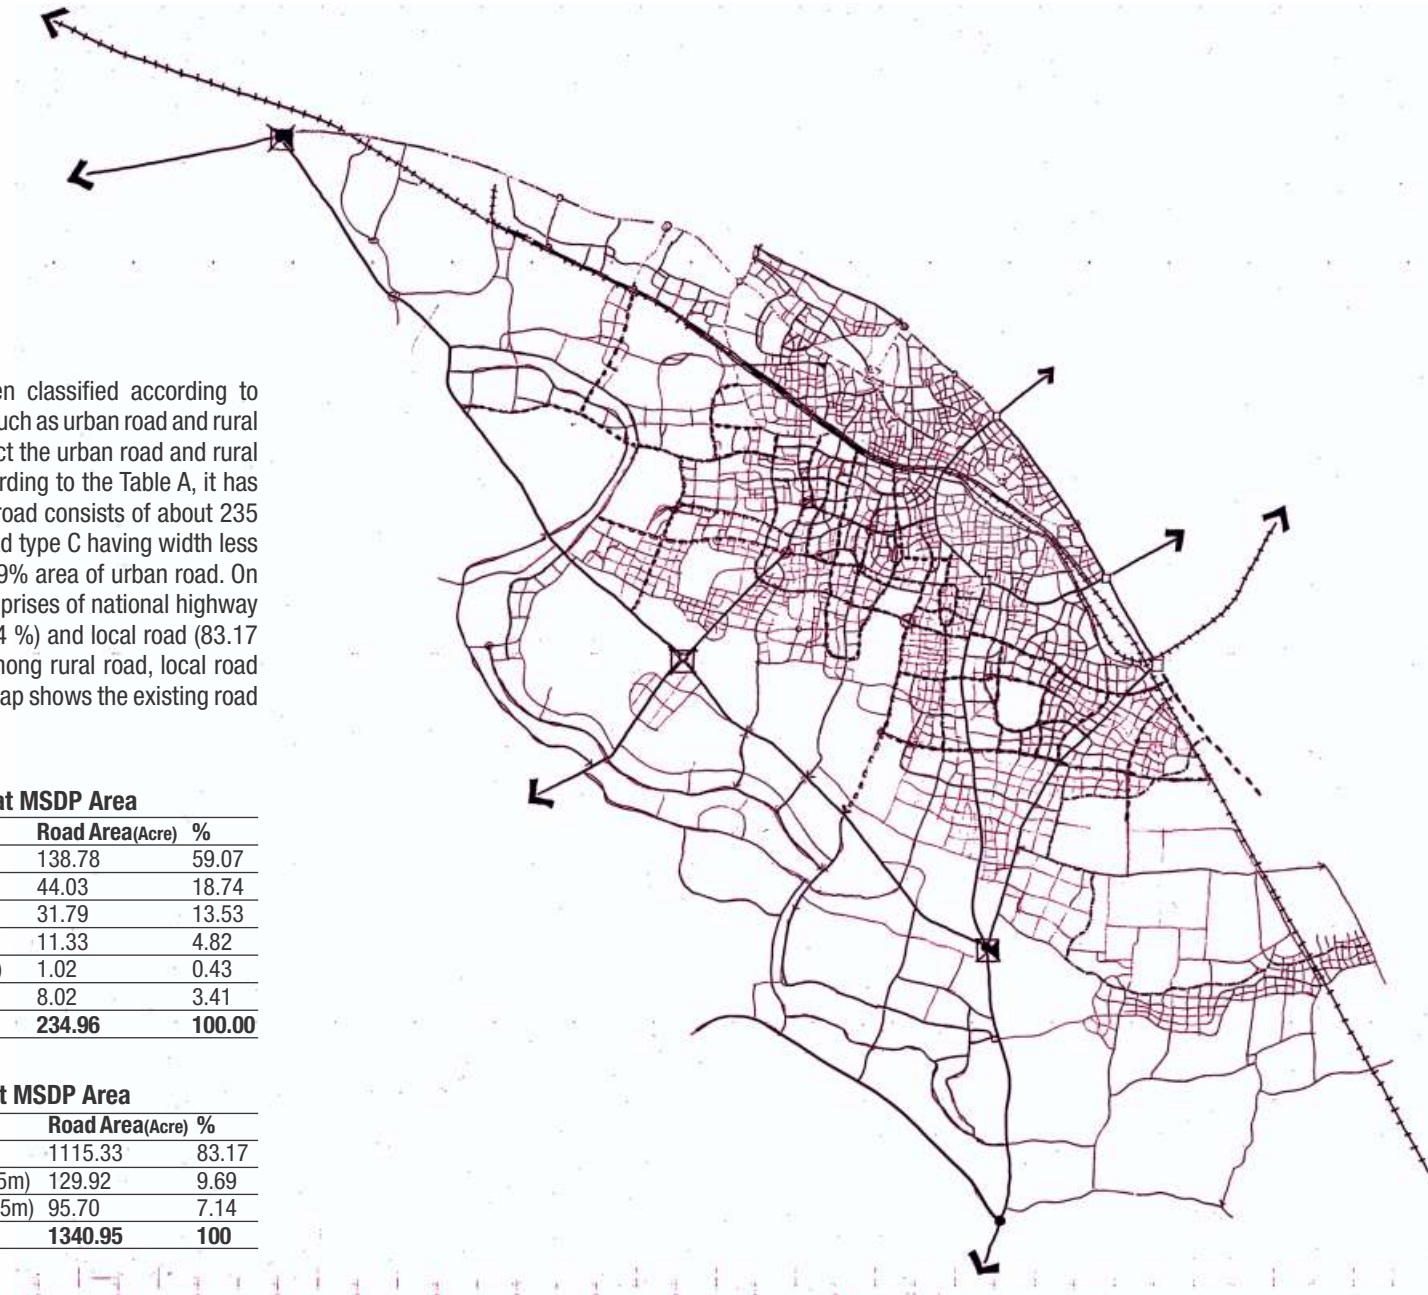 en classified according to
uch as urban road and rural
ct the urban road and rural
rding to the Table A, it has
road consists of about 235
d type C having width less
9% area of urban road. On
prises of national highway
4 %) and local road (83.17
mong rural road, local road
ap shows the existing road
at MSDP Area
Road Area(Acre) %
138.78 59.07
44.03 18.74
31.79 13.53
11.33 4.82
) 1.02 0.43
8.02 3.41
234.96 100.00
t MSDP Area
Road Area(Acre) %
1115.33 83.17
5m) 129.92 9.69
5m) 95.70 7.14
1340.95 100